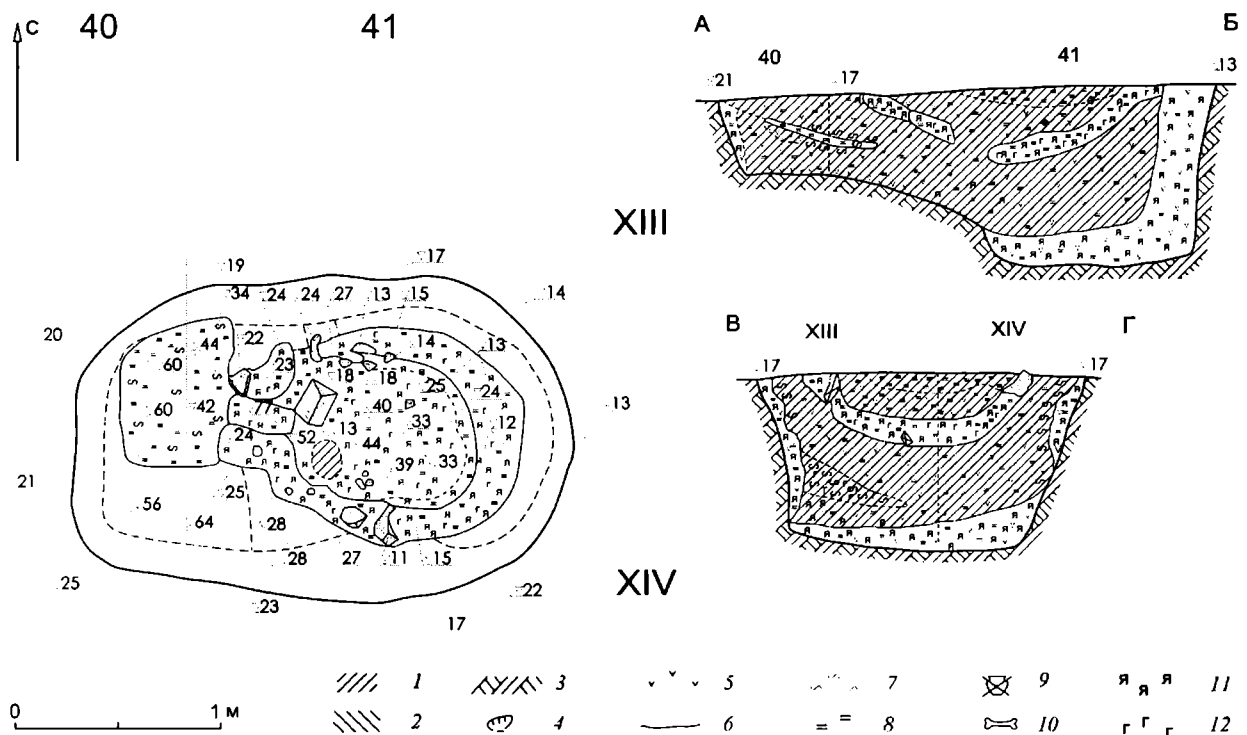 С 40 41
А Б
40 41
.21 .17 .13
XIII
В XIII XIV Г
.17 .17
.19 .17
34 24 24 27 13 15 .14
20
44 22 14 .13
60 23 18 18 25 24
60 42 40 33 12
.13
24 52 13 44
39 33
21
25
56 64 28
28 27 .11 .15
25 .23 .22
17
XIV
1 3 5 7 9 Я Я Я 11
0 1 м
2 4 6 8 10 Г Г Г 12